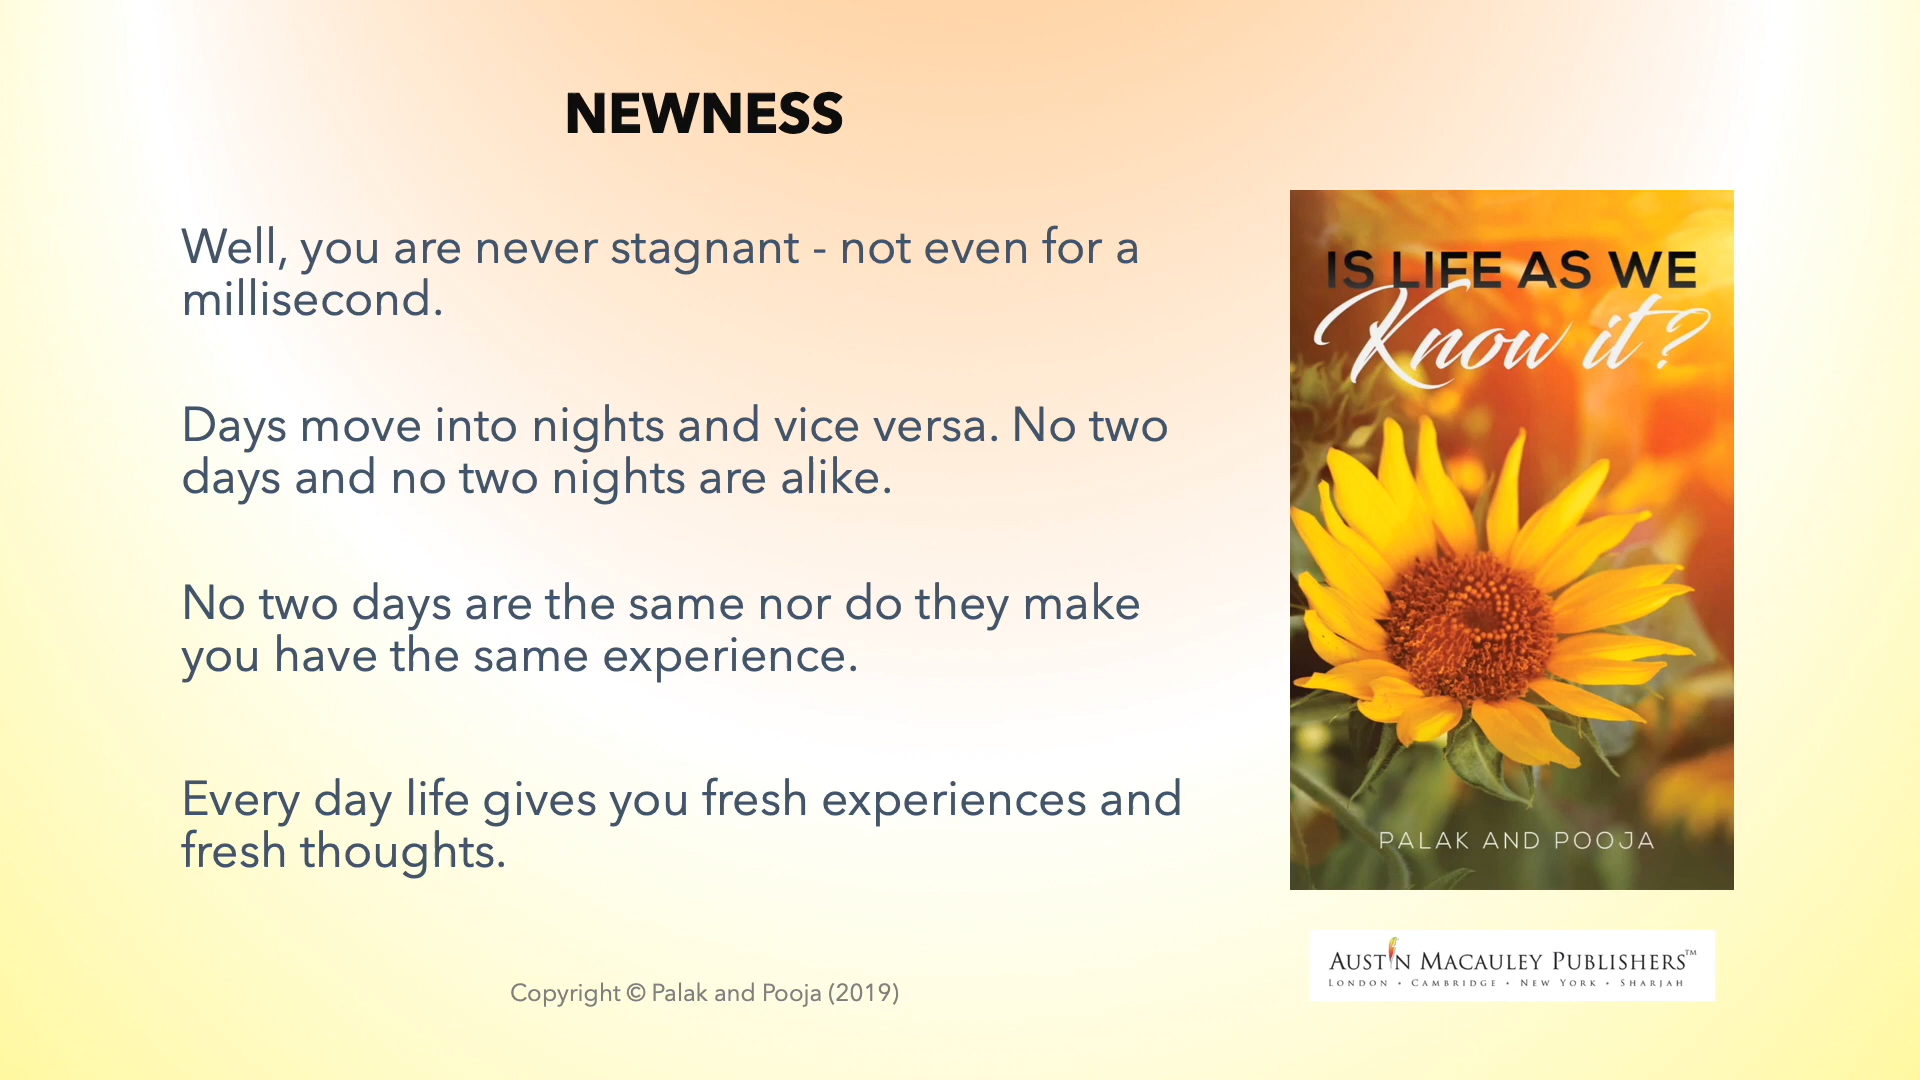 NEWNESS
Well, you are never stagnant - not even for a
millisecond.
Days move into nights and vice versa. No two
days and no two nights are alike.
No two days are the same nor do they make
you have the same experience.
Every day life gives you fresh experiences and
fresh thoughts.
Copyright © Palak and Pooja (2019)
IS LIFE AS WE
Know it?
PALAK AND POOJA
AUSTIN MACAULEY PUBLISHERS™
LONDON • CAMBRIDGE • NEW YORK • SHARJAH